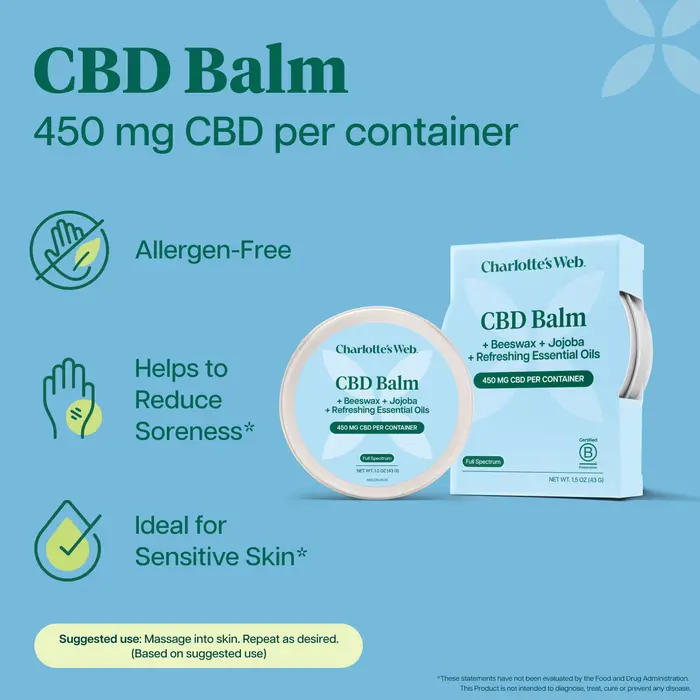 CBD Balm
450 mg CBD per container
Allergen-Free
Helps to
Reduce
Soreness*
Ideal for
Sensitive Skin*
Charlotte's Web.
CBD Balm
+ Beeswax + Jojoba
+ Refreshing Essential Oils
450 MG CBD PER CONTAINER
Full Spectrum
NET WT. 1.5 OZ (43 G)
Charlotte's Web.
CBD Balm
+ Beeswax + Jojoba
+ Refreshing Essential Oils
450 MG CBD PER CONTAINER
Certified
B
Corporation
Full Spectrum
NET WT. 1.5 OZ (43 G)
Suggested use: Massage into skin. Repeat as desired.
(Based on suggested use)
*These statements have not been evaluated by the Food and Drug Administration.
This Product is not intended to diagnose, treat, cure or prevent any disease.